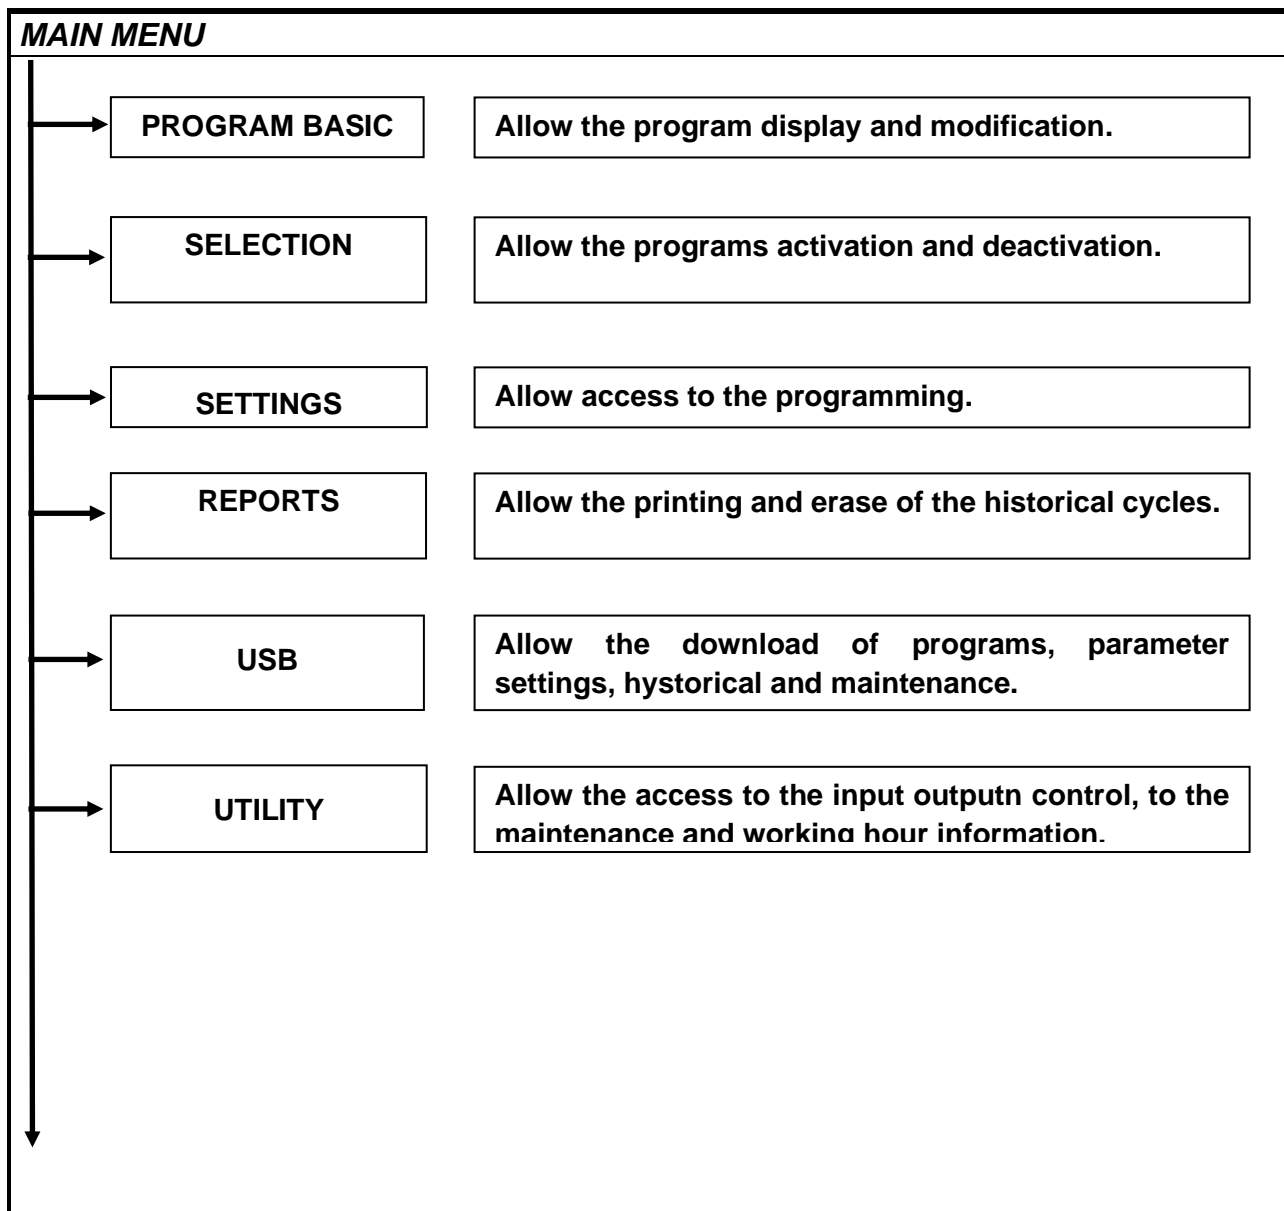 MAIN MENU
PROGRAM BASIC
Allow the program display and modification.
SELECTION
Allow the programs activation and deactivation.
SETTINGS
Allow access to the programming.
REPORTS
Allow the printing and erase of the historical cycles.
USB
Allow the download of programs, parameter
settings, hystorical and maintenance.
UTILITY
Allow the access to the input outputn control, to the
maintenance and working hour information.